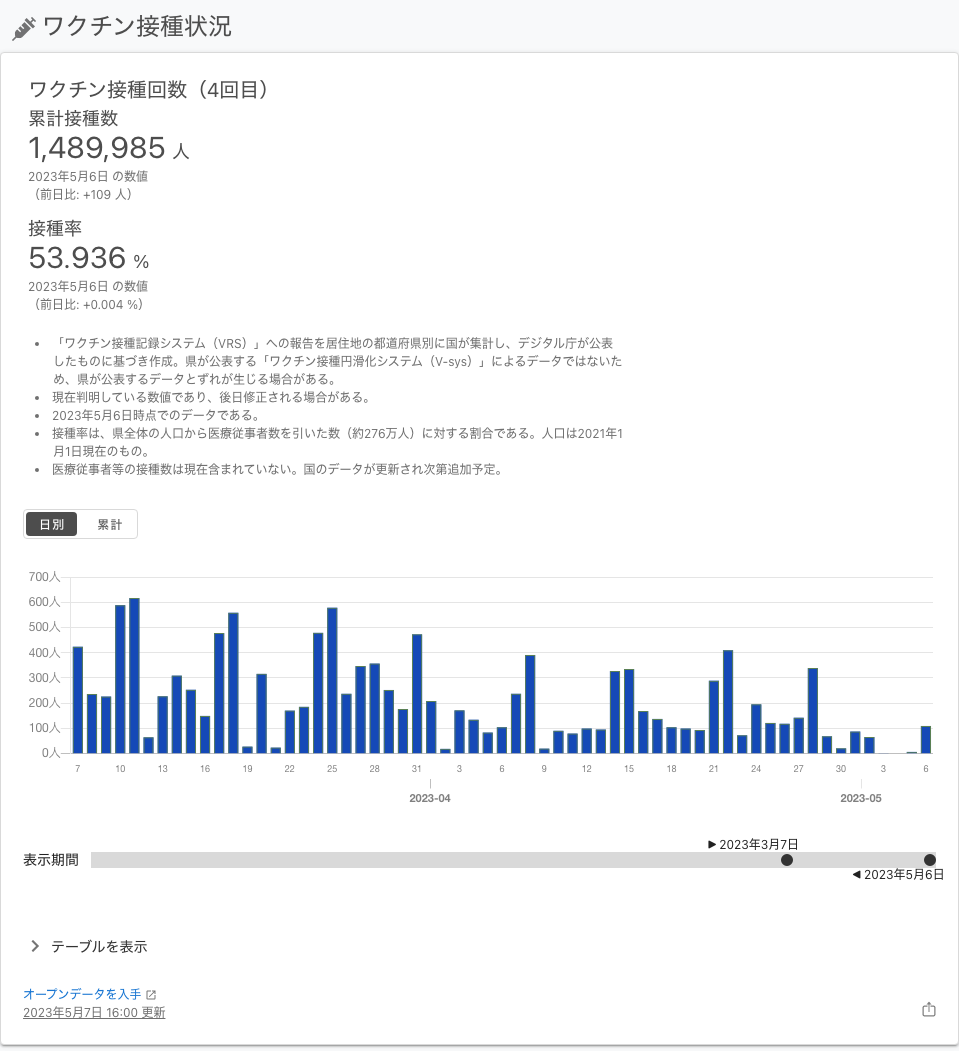 ワクチン接種状況
ワクチン接種回数（4回目）
累計接種数
1,489,985 人
2023年5月6日 の数値
（前日比: +109 人）
接種率
53.936 %
2023年5月6日 の数値
（前日比: +0.004 %）
• 「ワクチン接種記録システム（VRS）」への報告を居住地の都道府県別に国が集計し、デジタル庁が公表
したものに基づき作成。県が公表する「ワクチン接種円滑化システム（V-sys）」によるデータではないた
め、県が公表するデータとずれが生じる場合がある。
• 現在判明している数値であり、後日修正される場合がある。
• 2023年5月6日時点でのデータである。
• 接種率は、県全体の人口から医療従事者数を引いた数（約276万人）に対する割合である。人口は2021年1
月1日現在のもの。
• 医療従事者等の接種数は現在含まれていない。国のデータが更新され次第追加予定。
日別 累計
700人
600人
500人
400人
300人
200人
100人
0人
7 10 13 16 19 22 25 28 31 3 6 9 12 15 18 21 24 27 30 3 6
2023-04 2023-05
▶ 2023年3月7日
表示期間
◀ 2023年5月6日
テーブルを表示
オープンデータを入手
2023年5月7日 16:00 更新